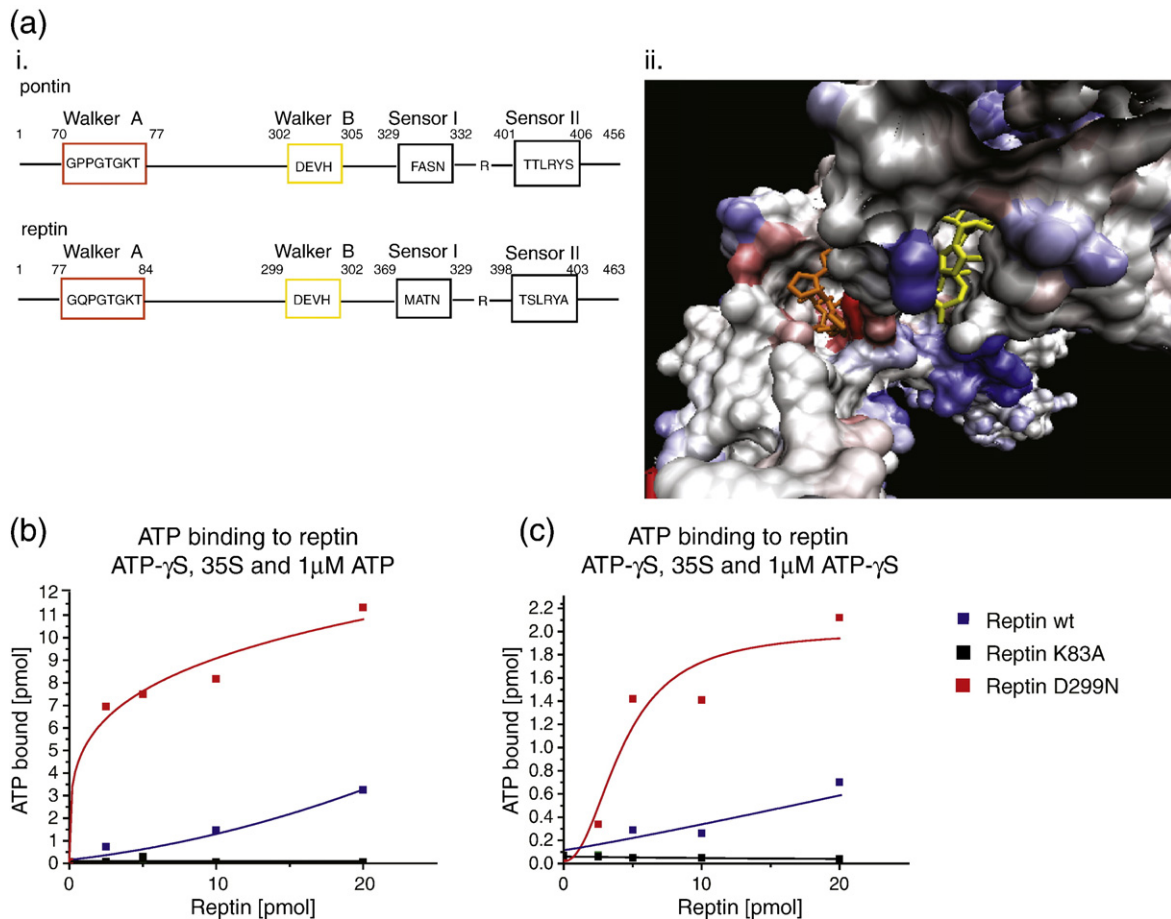 (a)
i.
pontin
Walker A Walker B Sensor I Sensor II
1 70 77 302 305 329 332 401 406 456
GPPGTGKT DEVH FASN R TTLRYS
reptin
Walker A Walker B Sensor I Sensor II
1 77 84 299 302 369 329 398 403 463
GQPGTGKT DEVH MATN R TSLRYA
ii.
(b)
ATP binding to reptin
ATP-γS, 35S and 1μM ATP
ATP bound [pmol]
12
11
10
9
8
7
6
5
4
3
2
1
0
0 10 20
Reptin [pmol]
(c)
ATP binding to reptin
ATP-γS, 35S and 1μM ATP-γS
ATP bound [pmol]
2.2
2.0
1.8
1.6
1.4
1.2
1.0
0.8
0.6
0.4
0.2
0.0
0 10 20
Reptin [pmol]
Reptin wt
Reptin K83A
Reptin D299N